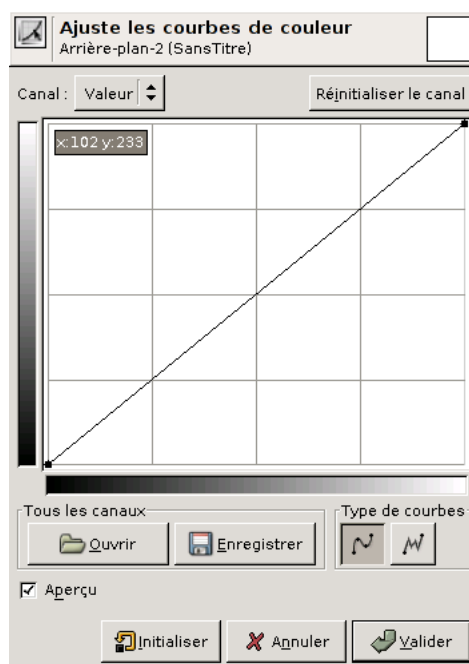 Ajuste les courbes de couleur
Arrière-plan-2 (SansTitre)
Canal : Valeur Réinitialiser le canal
x:102 y:233
Tous les canaux Type de courbes
Ouvrir Enregistrer
Aperçu
Initialiser Annuler Valider